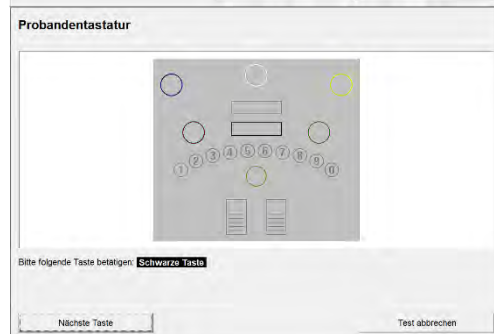 Probandentastatur
1 2 3 4 5 6 7 8 9 0
Bitte folgende Taste betätigen: Schwarze Taste
Nächste Taste
Test abbrechen